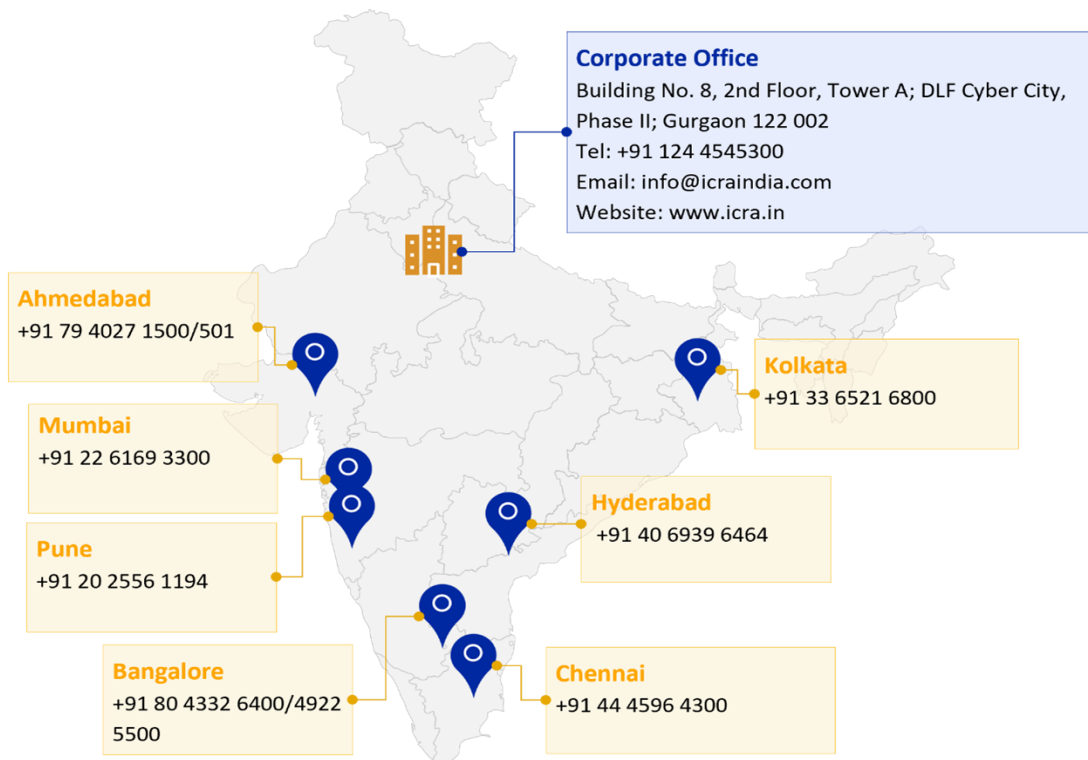 Corporate Office
Building No. 8, 2nd Floor, Tower A; DLF Cyber City,
Phase II; Gurgaon 122 002
Tel: +91 124 4545300
Email: info@icraindia.com
Website: www.icra.in
Ahmedabad
+91 79 4027 1500/501
Kolkata
+91 33 6521 6800
Mumbai
+91 22 6169 3300
Hyderabad
+91 40 6939 6464
Pune
+91 20 2556 1194
Bangalore
+91 80 4332 6400/4922
5500
Chennai
+91 44 4596 4300